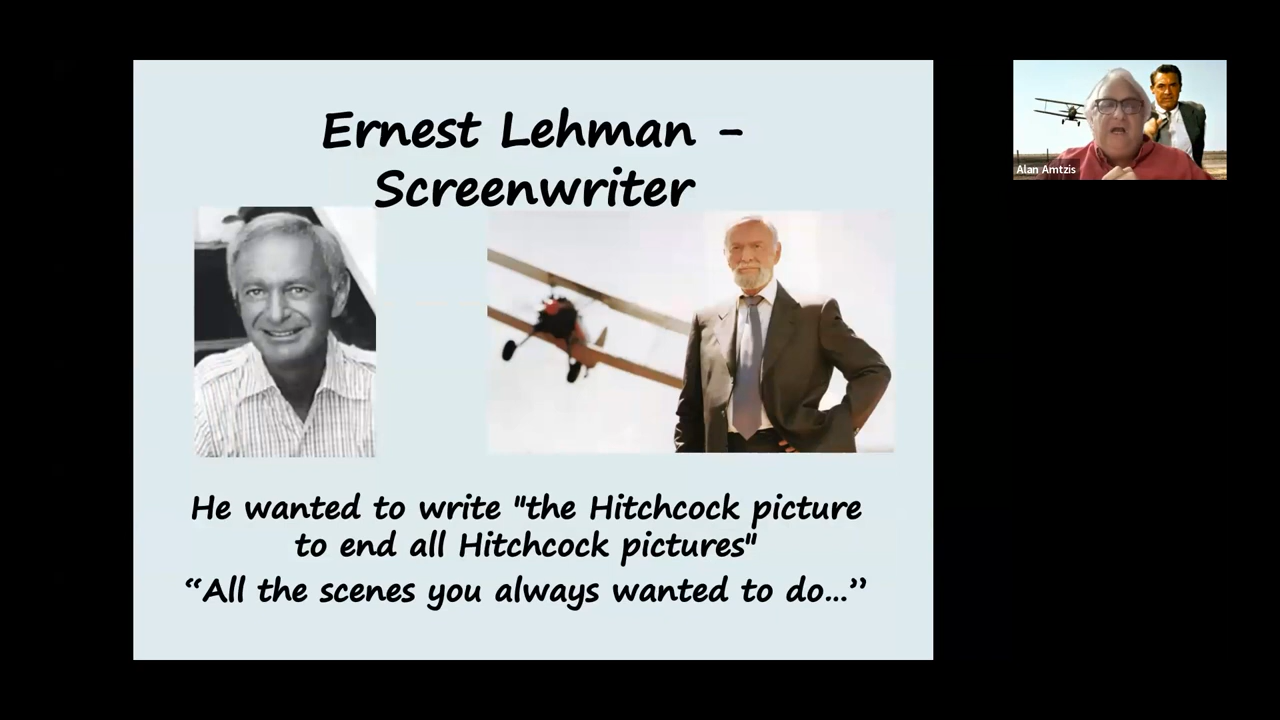 Ernest Lehman -
Screenwriter
He wanted to write "the Hitchcock picture
to end all Hitchcock pictures"
“All the scenes you always wanted to do...”
Alan Amtzis